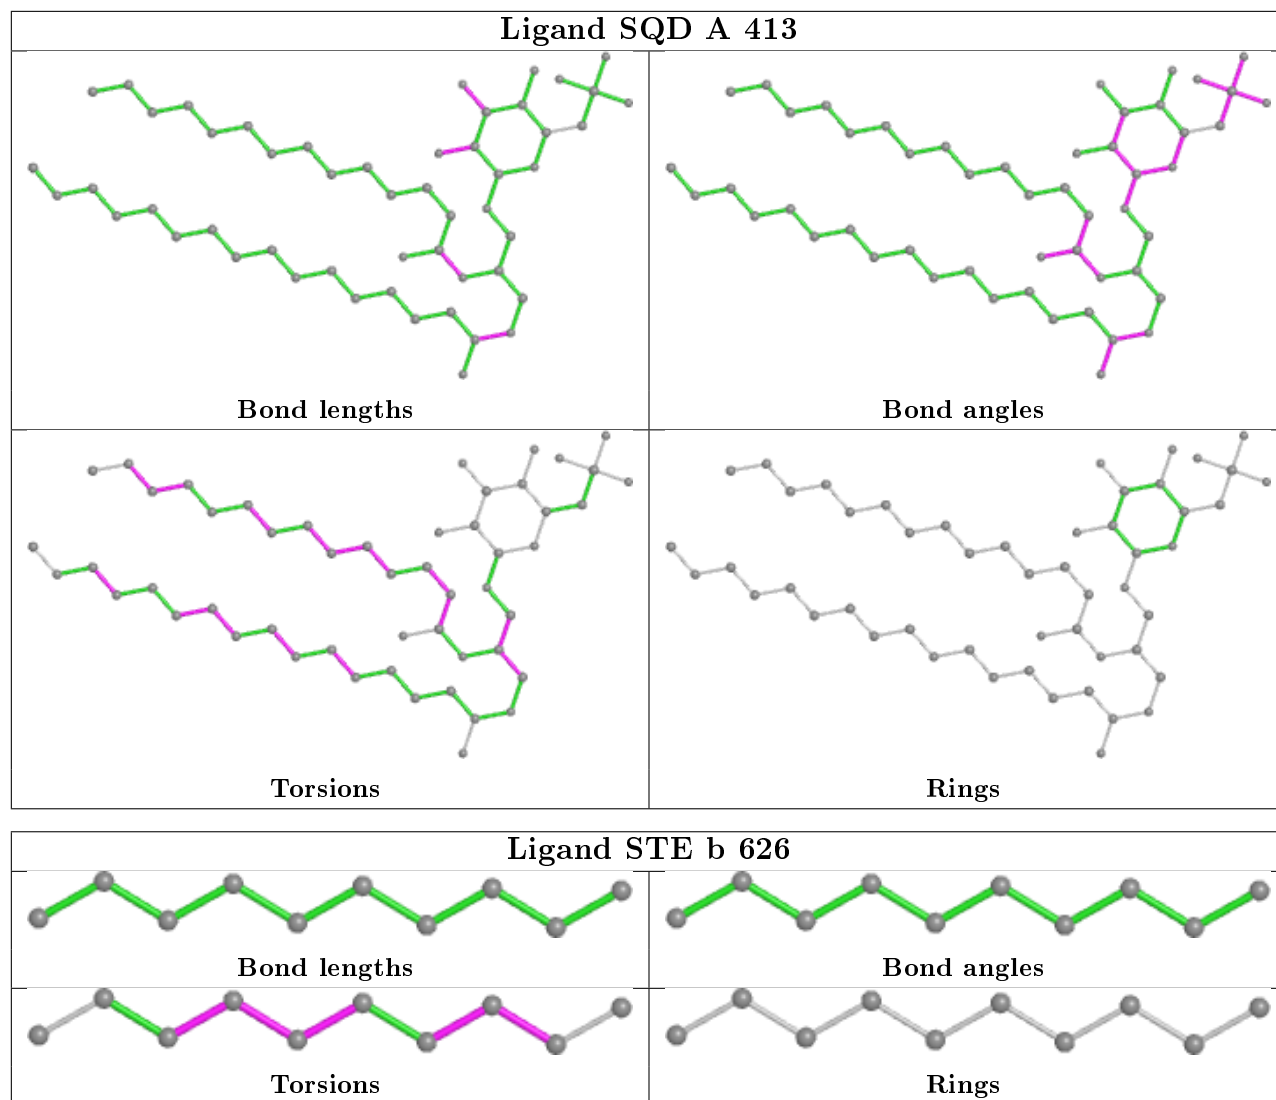 Ligand SQD A 413
Bond lengths
Bond angles
Torsions
Rings
Ligand STE b 626
Bond lengths
Bond angles
Torsions
Rings